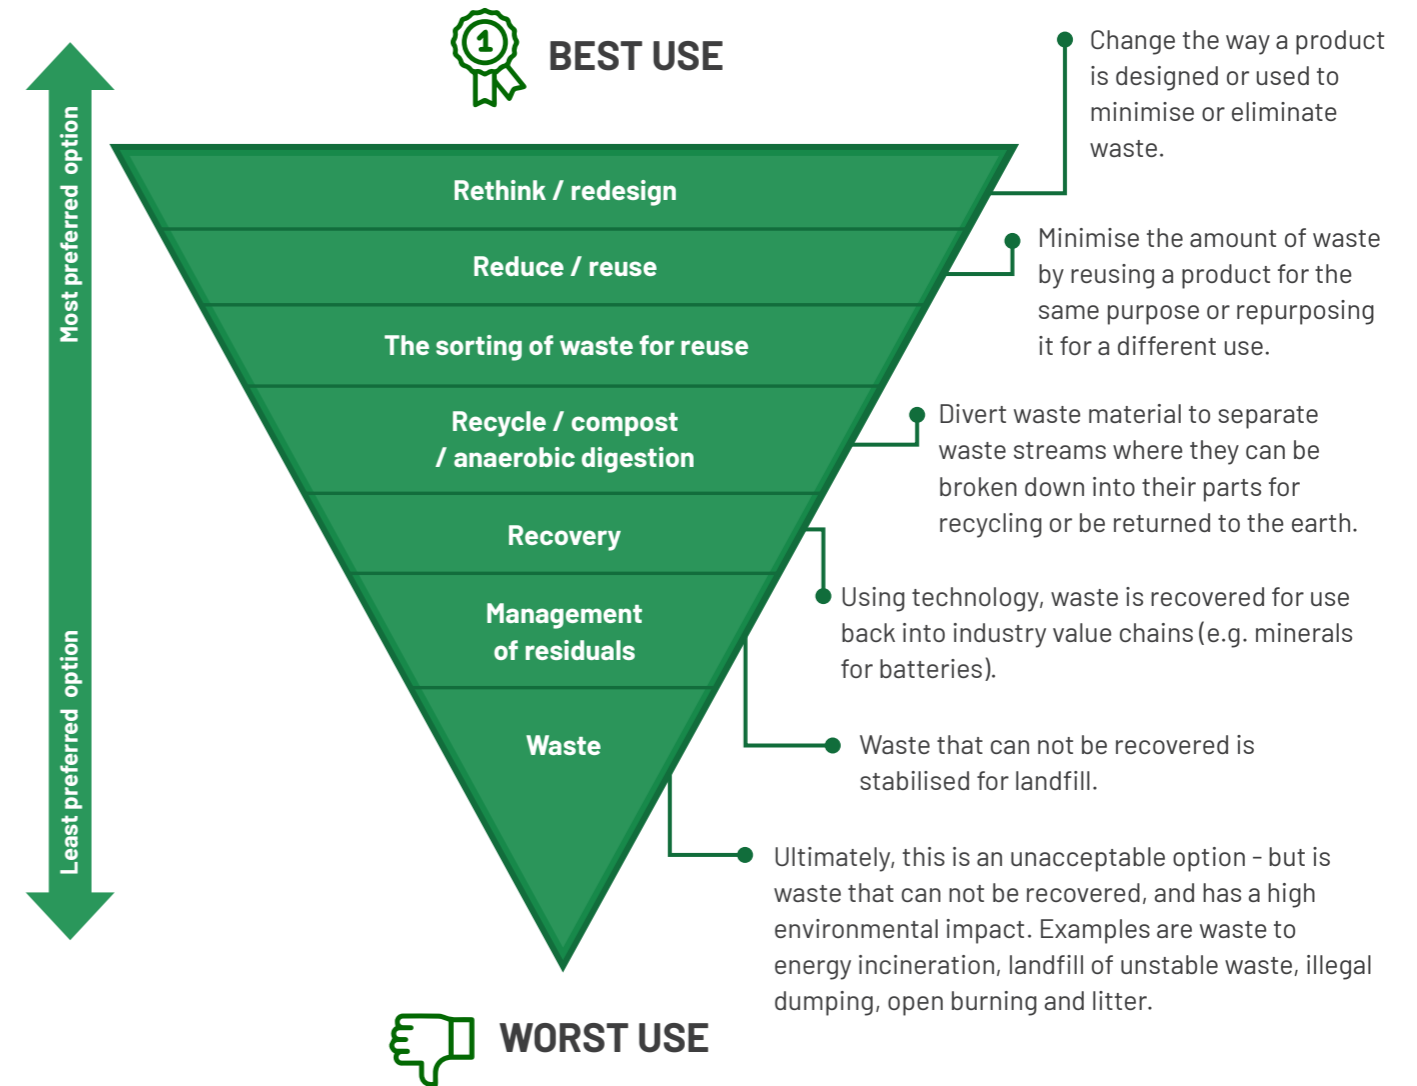 1
BEST USE
Most preferred option
Least preferred option
Rethink / redesign
Change the way a product
is designed or used to
minimise or eliminate
waste.
Reduce / reuse
Minimise the amount of waste
by reusing a product for the
same purpose or repurposing
it for a different use.
The sorting of waste for reuse
Recycle / compost
/ anaerobic digestion
Divert waste material to separate
waste streams where they can be
broken down into their parts for
recycling or be returned to the earth.
Recovery
Using technology, waste is recovered for use
back into industry value chains (e.g. minerals
for batteries).
Management
of residuals
Waste that can not be recovered is
stabilised for landfill.
Waste
Ultimately, this is an unacceptable option - but is
waste that can not be recovered, and has a high
environmental impact. Examples are waste to
energy incineration, landfill of unstable waste, illegal
dumping, open burning and litter.
WORST USE